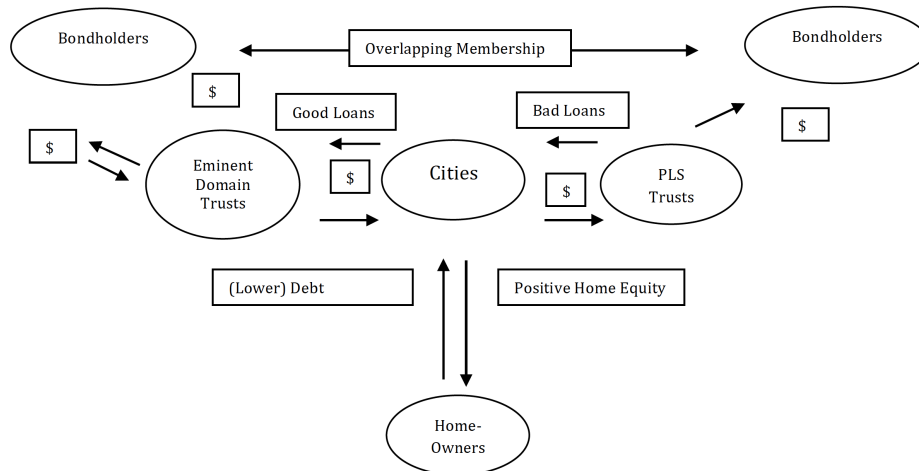 Bondholders
Overlapping Membership
Bondholders
$
Good Loans
Bad Loans
$
$
Eminent
Domain
Trusts
$
Cities
$
PLS
Trusts
(Lower) Debt
Positive Home Equity
Home-
Owners